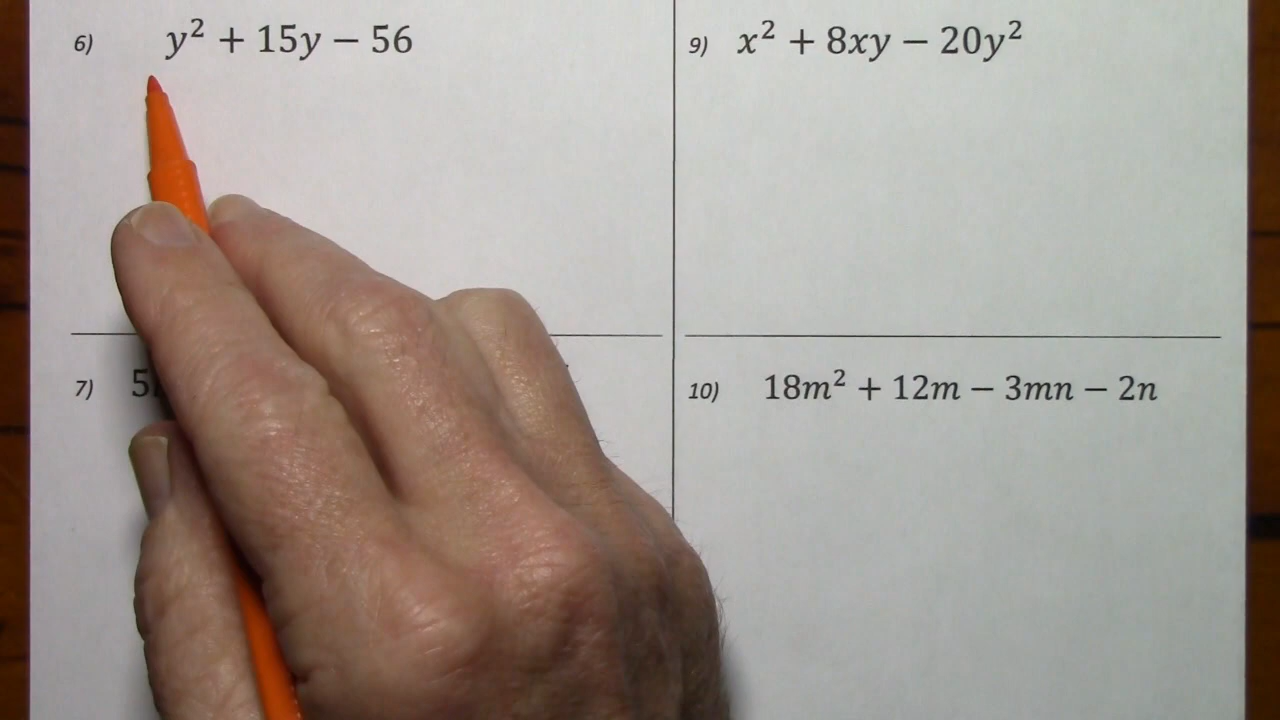 6) y² + 15y − 56
7) 5
9) x² + 8xy − 20y²
10) 18m² + 12m − 3mn − 2n